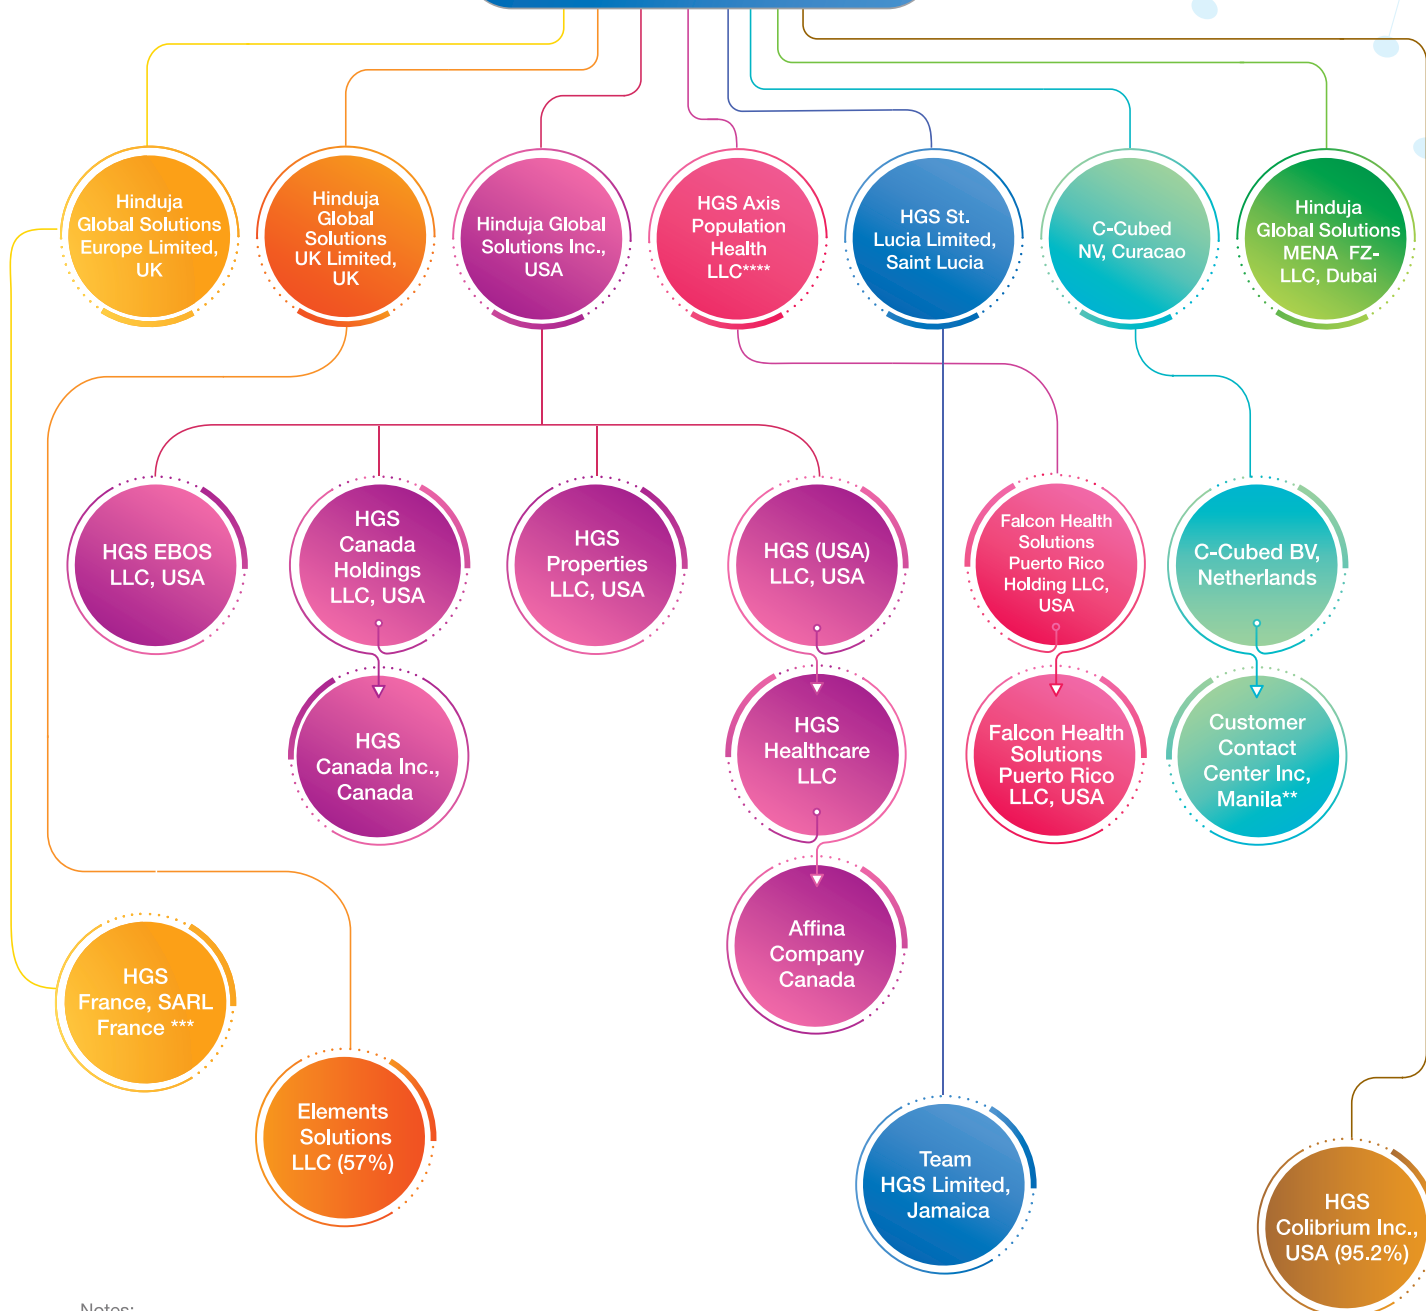 Hinduja
Global Solutions
Europe Limited,
UK
Hinduja
Global
Solutions
UK Limited,
UK
Hinduja Global
Solutions Inc.,
USA
HGS Axis
Population
Health
LLC****
HGS St.
Lucia Limited,
Saint Lucia
C-Cubed
NV, Curacao
Hinduja
Global Solutions
MENA FZ-
LLC, Dubai
HGS EBOS
LLC, USA
HGS
Canada
Holdings
LLC, USA
HGS
Properties
LLC, USA
HGS (USA)
LLC, USA
Falcon Health
Solutions
Puerto Rico
Holding LLC,
USA
C-Cubed BV,
Netherlands
HGS
Canada Inc.,
Canada
HGS
Healthcare
LLC
Falcon Health
Solutions
Puerto Rico
LLC, USA
Customer
Contact
Center Inc,
Manila**
Affina
Company
Canada
HGS
France, SARL
France ***
Elements
Solutions
LLC (57%)
Team
HGS Limited,
Jamaica
HGS
Colibrium Inc.,
USA (95.2%)
Notes: